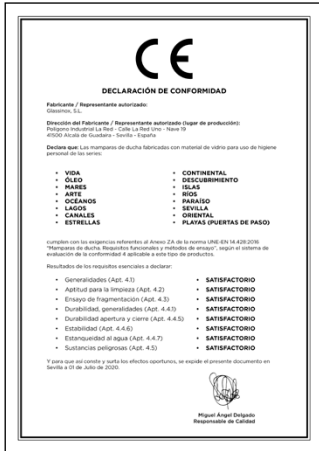 CE
DECLARACIÓN DE CONFORMIDAD
Fabricante / Representante autorizado:
Glassinox, S.L.
Dirección del Fabricante / Representante autorizado (lugar de producción):
Polígono Industrial La Red - Calle La Red Uno - Nave 19
41500 Alcalá de Guadaira - Sevilla - España
Declara que: Las mamparas de ducha fabricadas con material de vidrio para uso de higiene
personal de las series:
• VIDA • CONTINENTAL
• ÓLEO • DESCUBRIMIENTO
• MARES • ISLAS
• ARTE • RÍOS
• OCÉANOS • PARAÍSO
• LAGOS • SEVILLA
• CANALES • ORIENTAL
• ESTRELLAS • PLAYAS (PUERTAS DE PASO)
cumplen con las exigencias referentes al Anexo ZA de la norma UNE-EN 14.428:2016
"Mamparas de ducha. Requisitos funcionales y métodos de ensayo", según el sistema de
evaluación de la conformidad 4 aplicable a este tipo de productos.
Resultados de los requisitos esenciales a declarar:
• Generalidades (Apt. 4.1) • SATISFACTORIO
• Aptitud para la limpieza (Apt. 4.2) • SATISFACTORIO
• Ensayo de fragmentación (Apt. 4.3) • SATISFACTORIO
• Durabilidad, generalidades (Apt. 4.4.1) • SATISFACTORIO
• Durabilidad apertura y cierre (Apt. 4.4.5) • SATISFACTORIO
• Estabilidad (Apt. 4.4.6) • SATISFACTORIO
• Estanqueidad al agua (Apt. 4.4.7) • SATISFACTORIO
• Sustancias peligrosas (Apt. 4.5) • SATISFACTORIO
Y para que así conste y surta los efectos oportunos, se expide el presente documento en
Sevilla a 01 de Julio de 2020.
Miguel Ángel Delgado
Responsable de Calidad